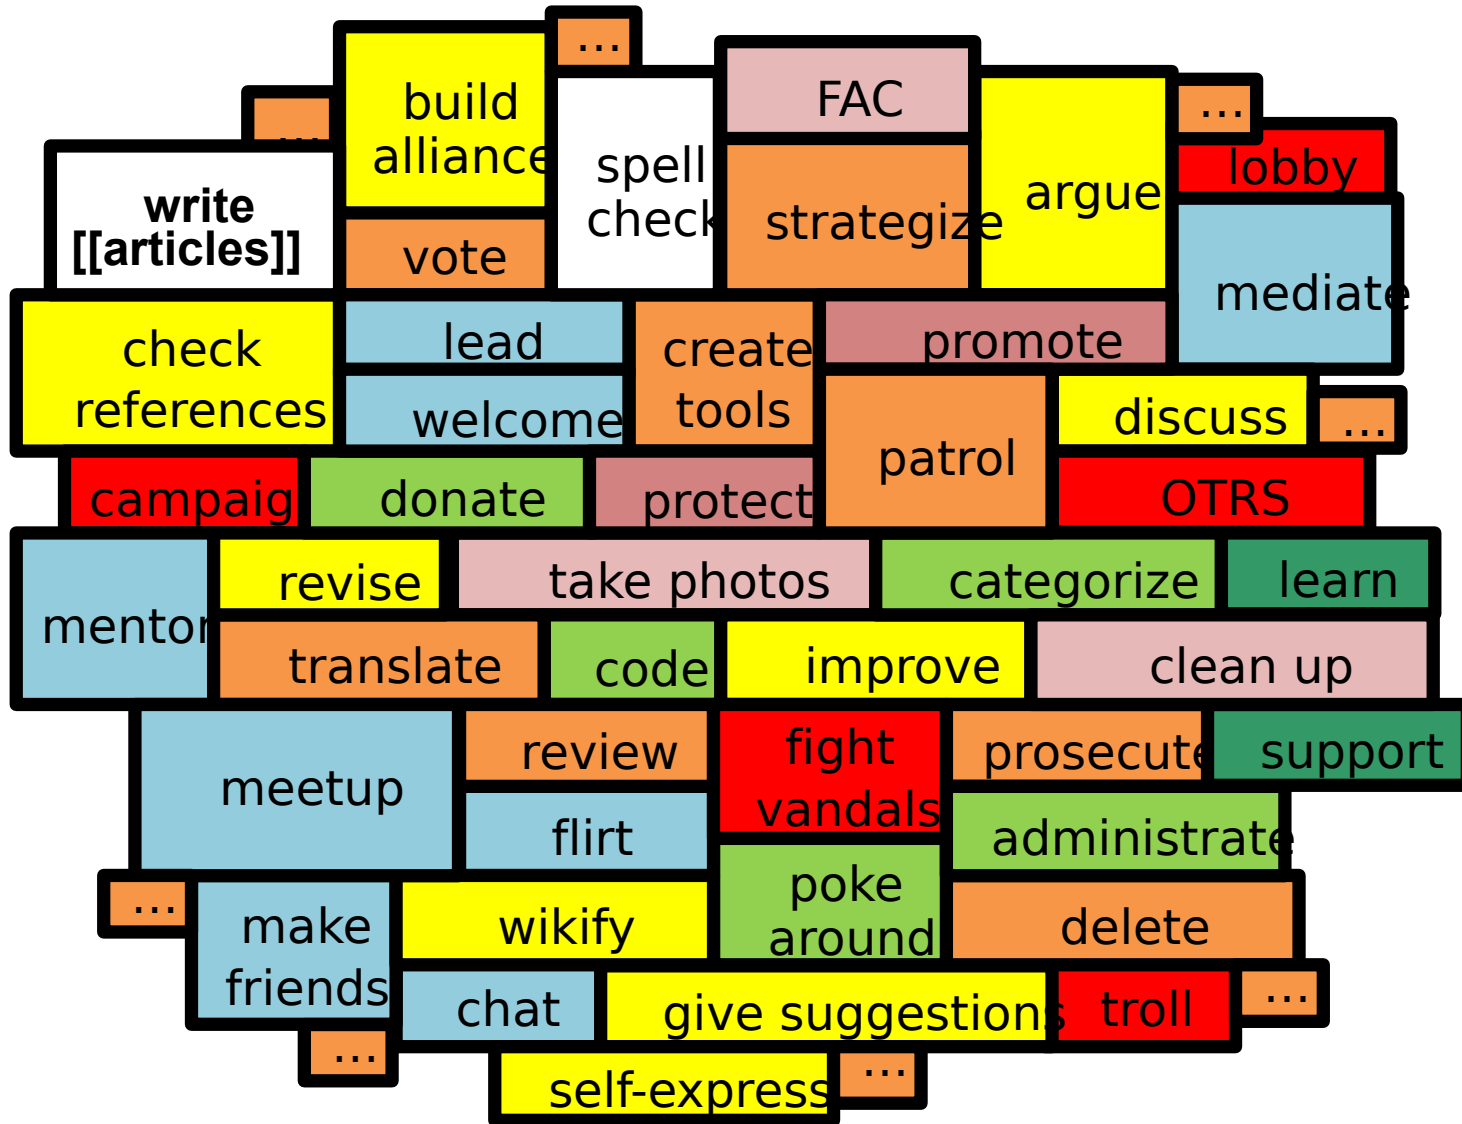 ...
build
alliance
...
FAC
...
lobby
write
[[articles]]
spell
check
strategize
argue
vote
mediate
check
references
lead
create
tools
promote
welcome
patrol
discuss
...
campaig
donate
protect
OTRS
mentor
revise
take photos
categorize
learn
translate
code
improve
clean up
meetup
review
fight
vandals
prosecute
support
flirt
administrate
poke
around
...
make
friends
wikify
delete
chat
give suggestions
troll
...
...
self-express
...